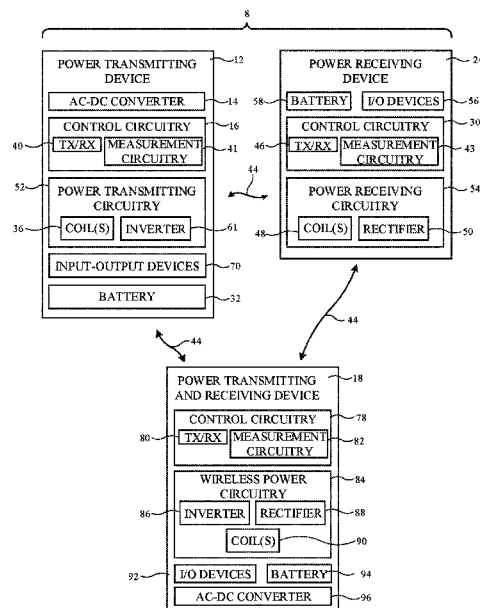 8
POWER TRANSMITTING
DEVICE
12
AC-DC CONVERTER
14
CONTROL CIRCUITRY
16
40
TX/RX
MEASUREMENT
CIRCUITRY
41
52
POWER TRANSMITTING
CIRCUITRY
36
COIL(S)
INVERTER
61
INPUT-OUTPUT DEVICES
70
BATTERY
32
44
POWER RECEIVING
DEVICE
24
58
BATTERY
I/O DEVICES
56
CONTROL CIRCUITRY
30
46
TX/RX
MEASUREMENT
CIRCUITRY
43
POWER RECEIVING
CIRCUITRY
54
48
COIL(S)
RECTIFIER
50
44
44
POWER TRANSMITTING
AND RECEIVING DEVICE
18
CONTROL CIRCUITRY
78
80
TX/RX
MEASUREMENT
CIRCUITRY
82
WIRELESS POWER
CIRCUITRY
84
86
INVERTER
RECTIFIER
88
COIL(S)
90
92
I/O DEVICES
BATTERY
94
AC-DC CONVERTER
96